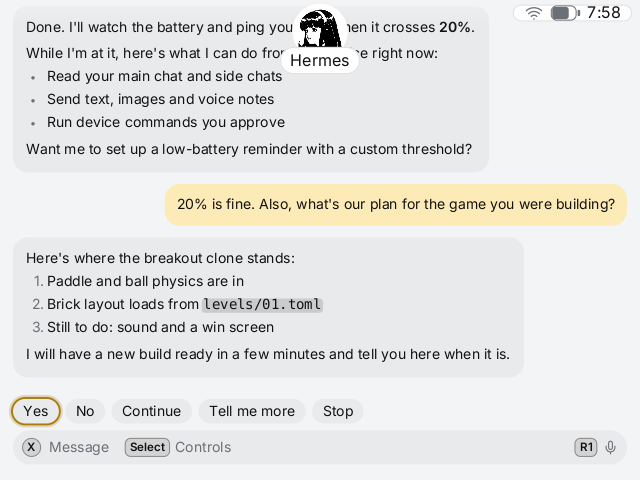 7:58
Hermes
Done. I'll watch the battery and ping you en it crosses 20%.
While I'm at it, here's what I can do fro ce right now:
• Read your main chat and side chats
• Send text, images and voice notes
• Run device commands you approve
Want me to set up a low-battery reminder with a custom threshold?
20% is fine. Also, what's our plan for the game you were building?
Here's where the breakout clone stands:
1. Paddle and ball physics are in
2. Brick layout loads from levels/01.toml
3. Still to do: sound and a win screen
I will have a new build ready in a few minutes and tell you here when it is.
Yes No Continue Tell me more Stop
X Message Select Controls R1